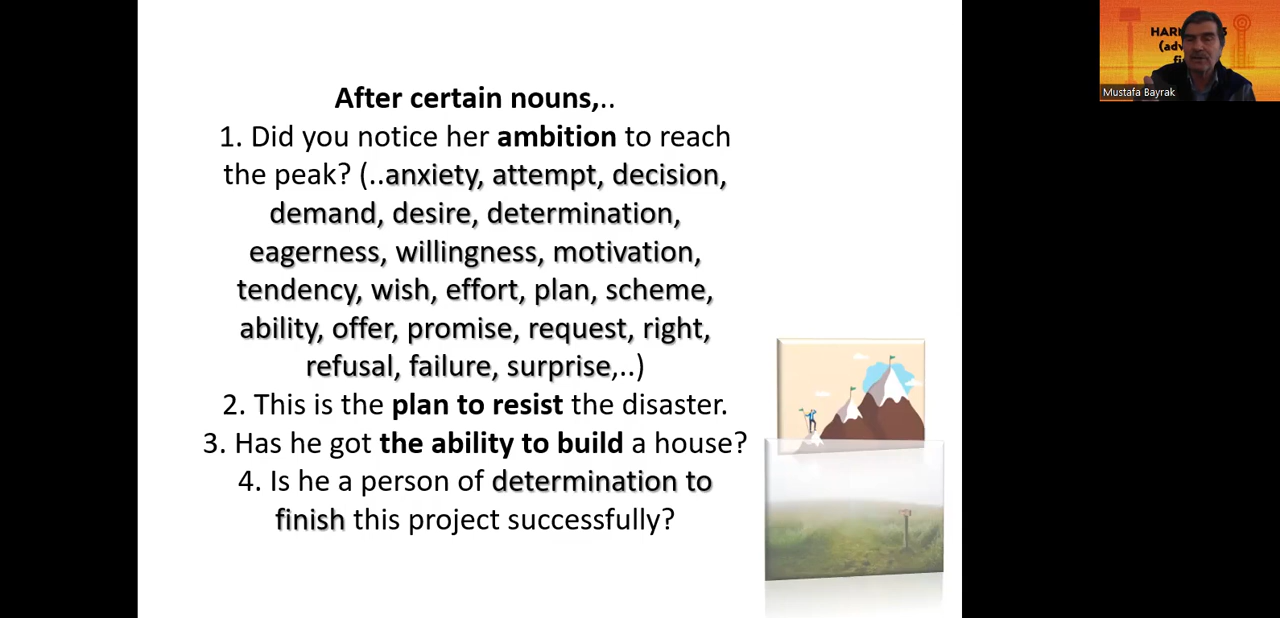 After certain nouns,..
1. Did you notice her ambition to reach
the peak? (..anxiety, attempt, decision,
demand, desire, determination,
eagerness, willingness, motivation,
tendency, wish, effort, plan, scheme,
ability, offer, promise, request, right,
refusal, failure, surprise,..)
2. This is the plan to resist the disaster.
3. Has he got the ability to build a house?
4. Is he a person of determination to
finish this project successfully?
Mustafa Bayrak